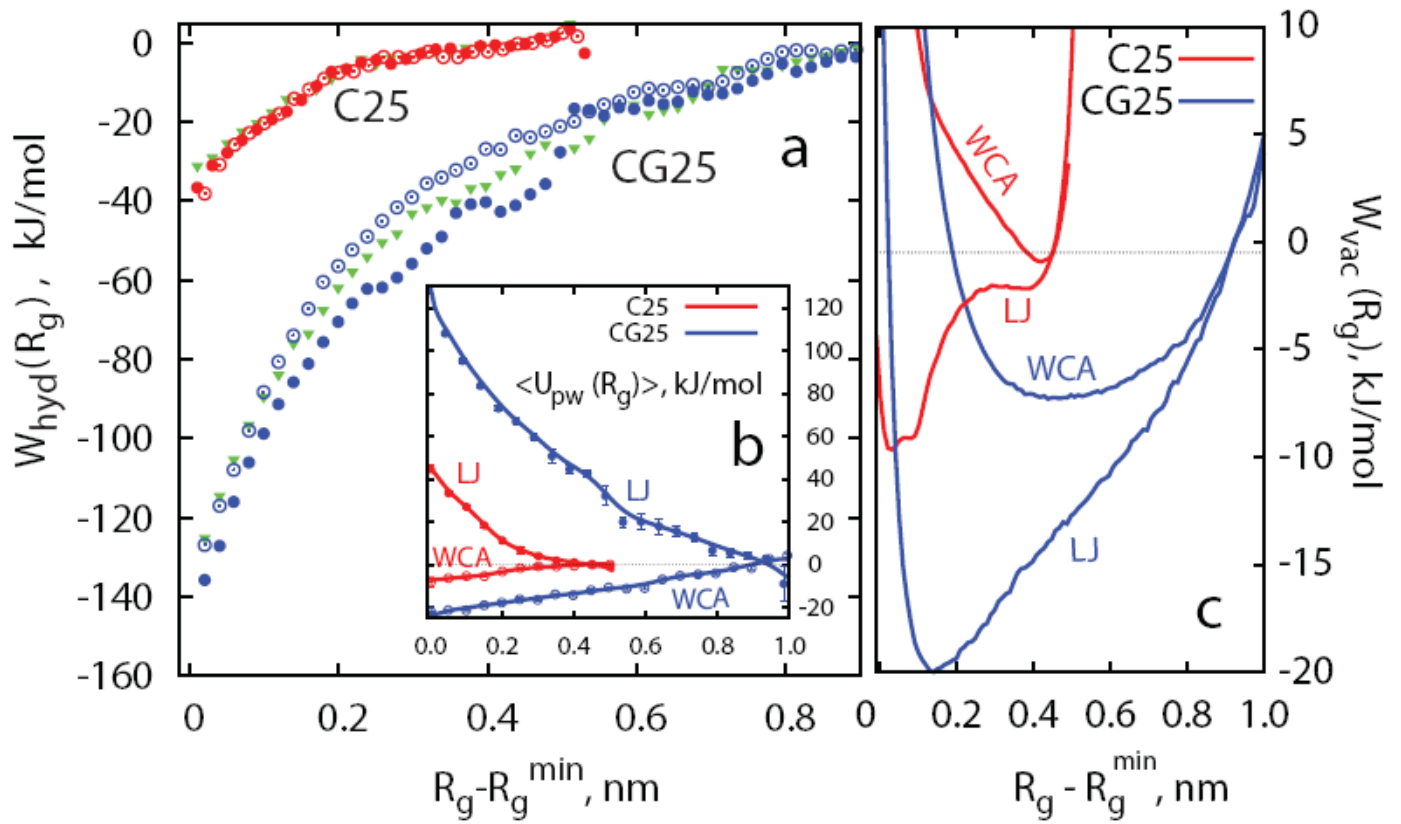 W_hyd(R_g) , kJ/mol
0
-20
-40
-60
-80
-100
-120
-140
-160
C25
CG25
a
0
0.2
0.4
0.6
0.8
R_g-R_g^min, nm
C25
CG25
<U_pw (R_g)>, kJ/mol
b
LJ
LJ
WCA
WCA
120
100
80
60
40
20
0
-20
0.0
0.2
0.4
0.6
0.8
1.0
C25
CG25
WCA
LJ
WCA
LJ
c
10
5
0
-5
-10
-15
-20
W_vac (R_g), kJ/mol
0
0.2
0.4
0.6
0.8
1.0
R_g - R_g^min, nm